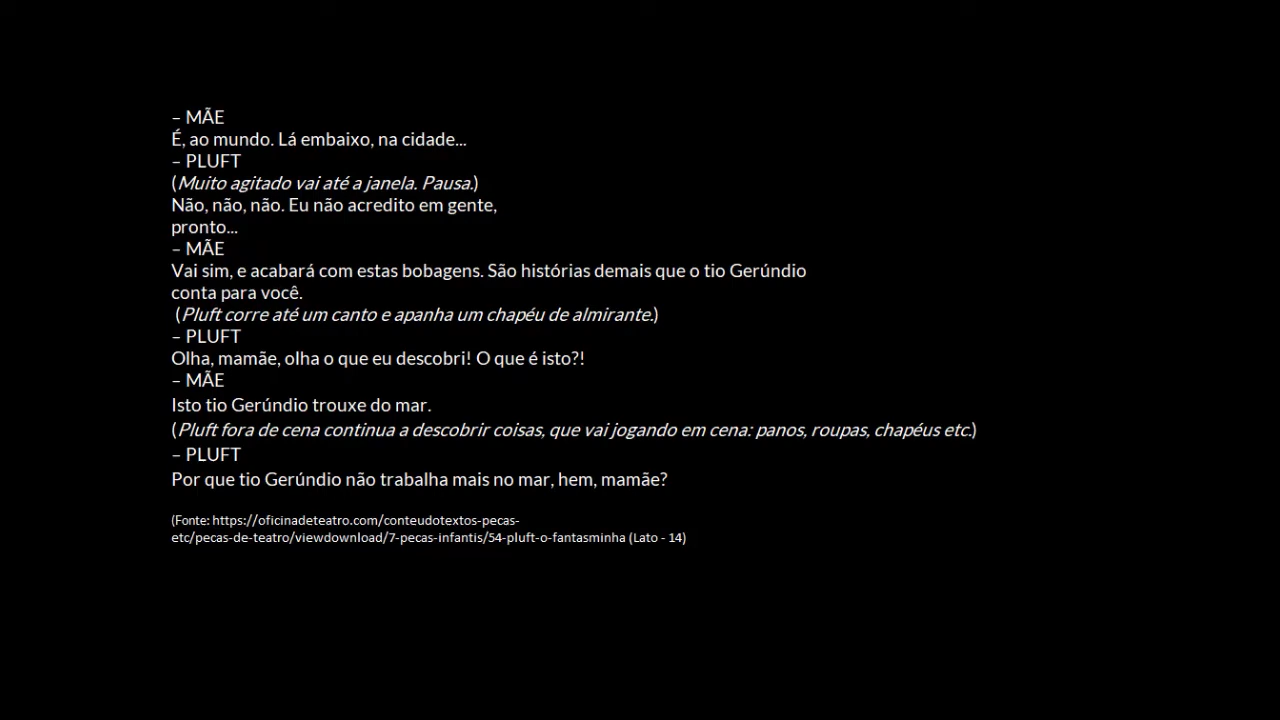 – MÃE
É, ao mundo. Lá embaixo, na cidade...
– PLUFT
(Muito agitado vai até a janela. Pausa.)
Não, não, não. Eu não acredito em gente,
pronto...
– MÃE
Vai sim, e acabará com estas bobagens. São histórias demais que o tio Gerúndio
conta para você.
(Pluft corre até um canto e apanha um chapéu de almirante.)
– PLUFT
Olha, mamãe, olha o que eu descobri! O que é isto?!
– MÃE
Isto tio Gerúndio trouxe do mar.
(Pluft fora de cena continua a descobrir coisas, que vai jogando em cena: panos, roupas, chapéus etc.)
– PLUFT
Por que tio Gerúndio não trabalha mais no mar, hem, mamãe?
(Fonte: https://oficinadeteatro.com/conteudotextos-pecas-
etc/pecas-de-teatro/viewdownload/7-pecas-infantis/54-pluft-o-fantasminha (Lato - 14)